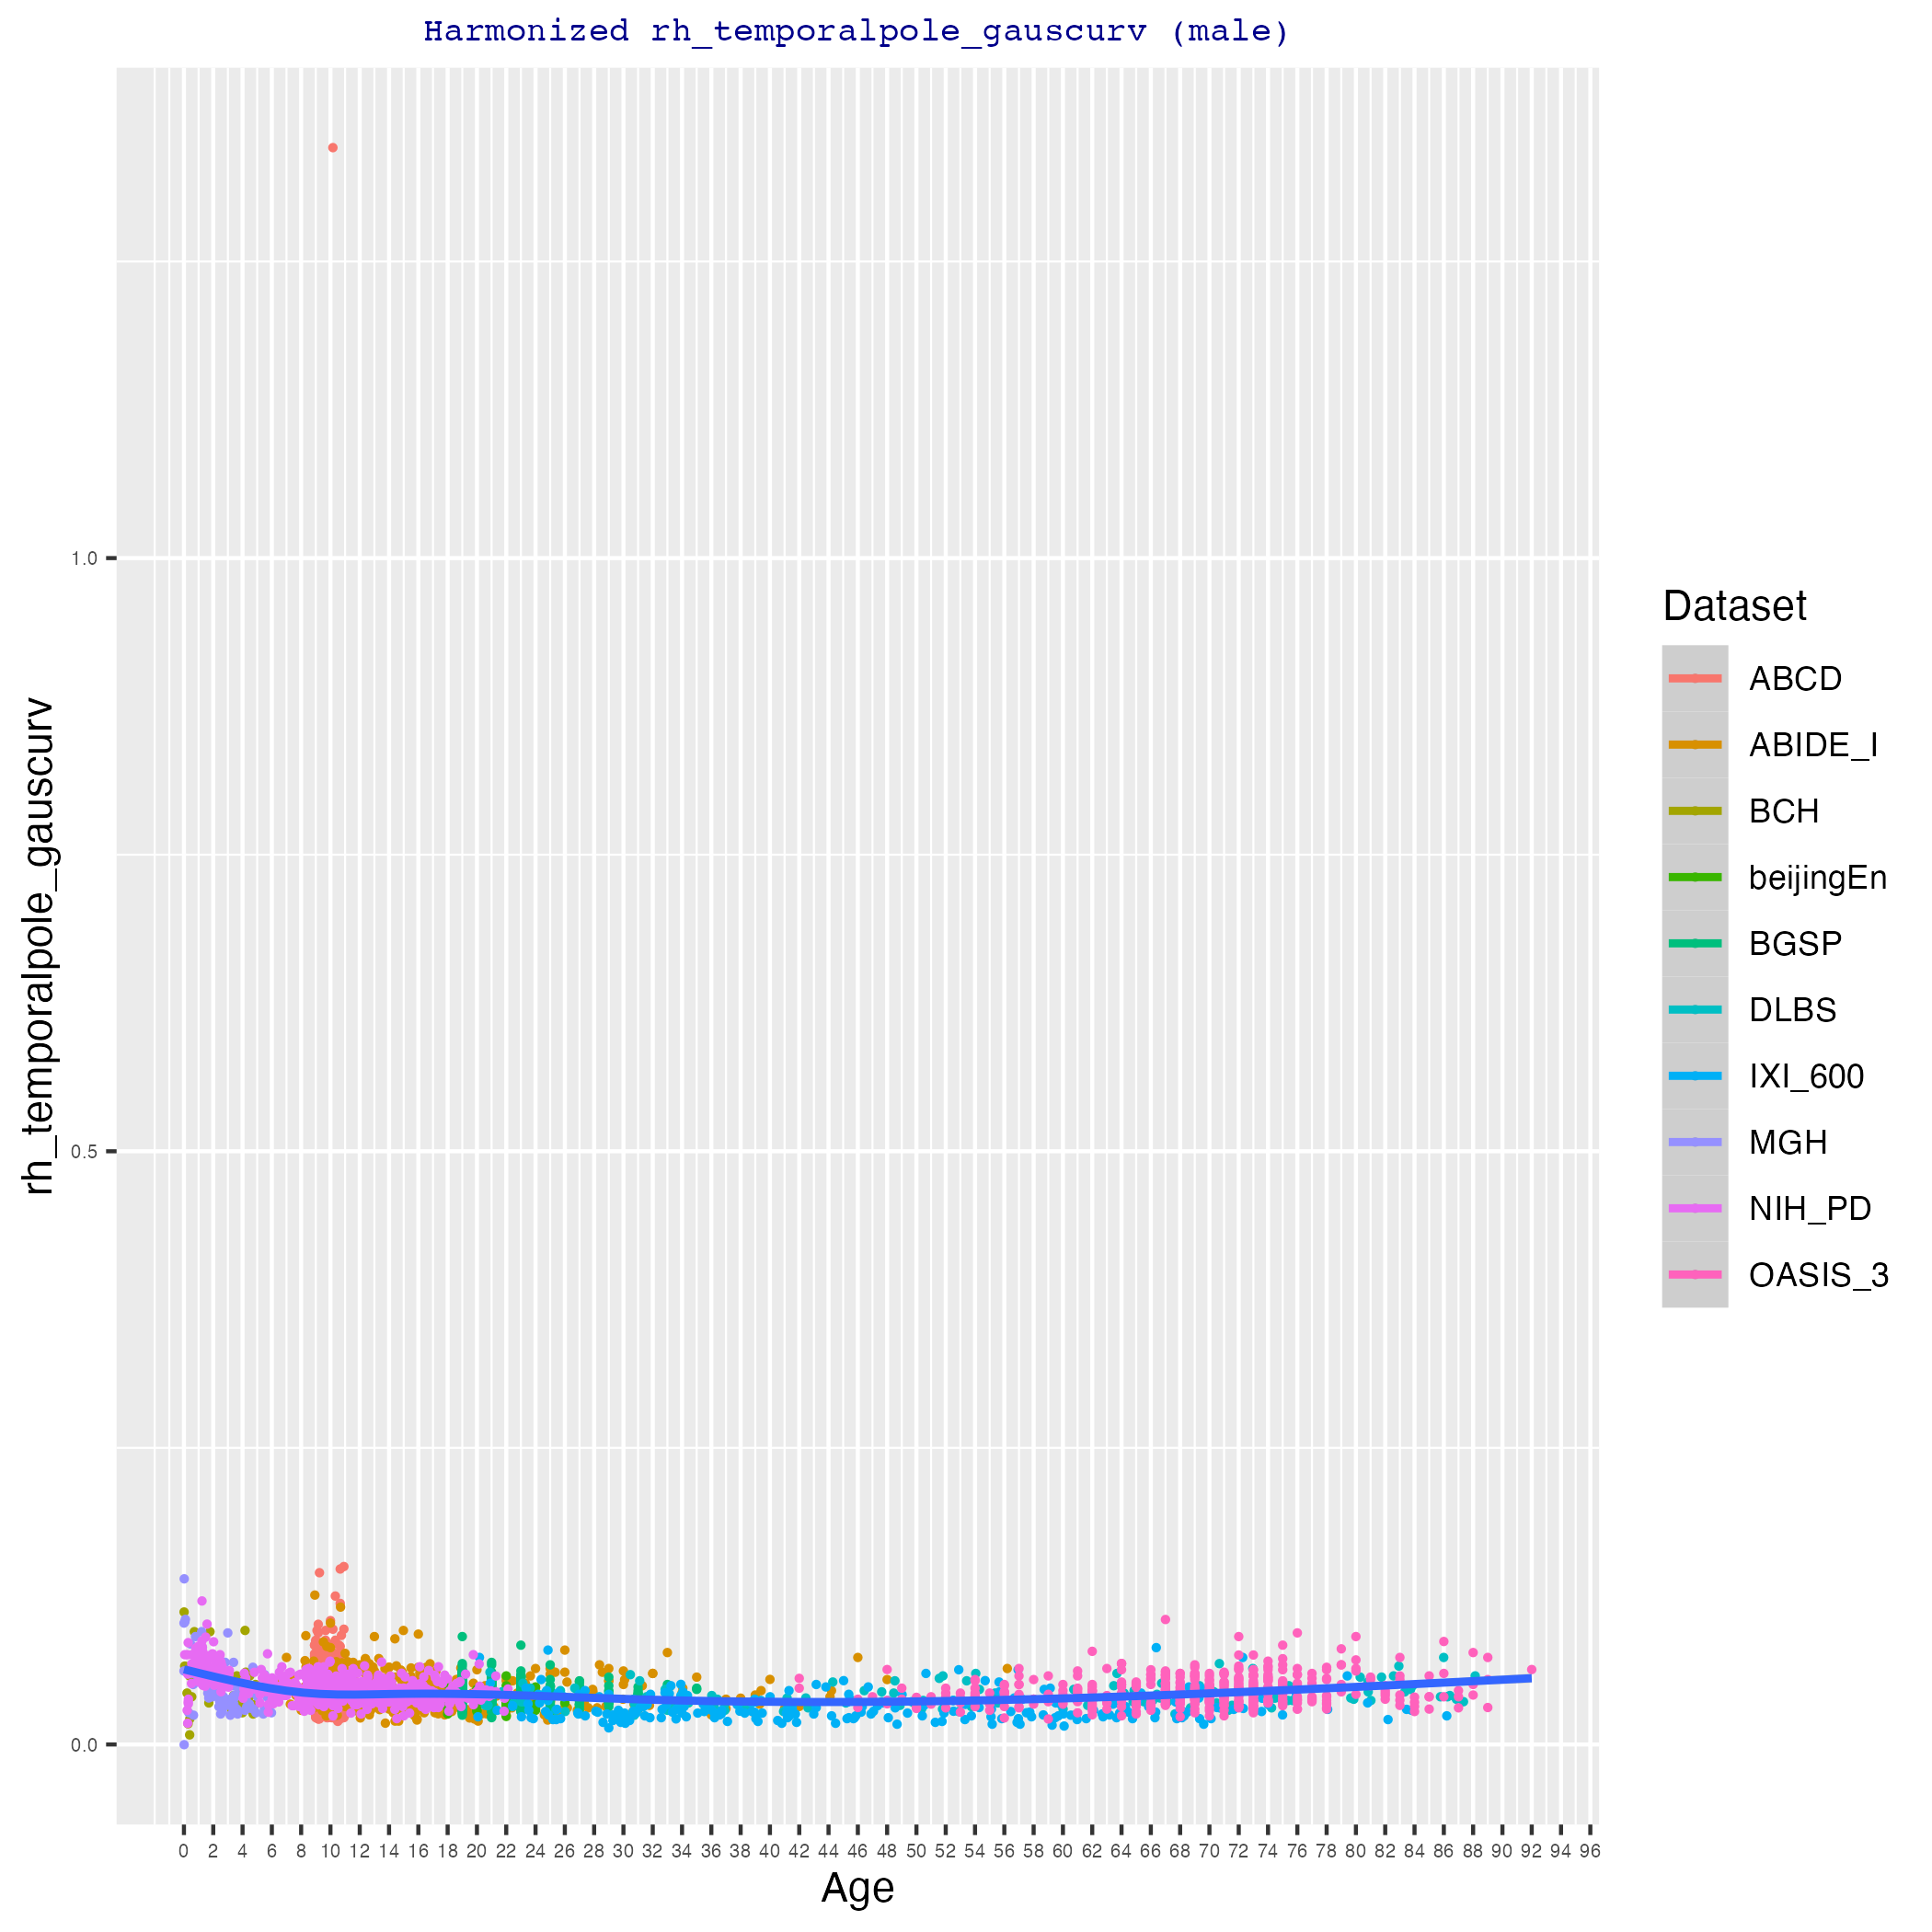 Harmonized rh_temporalpole_gauscurv (male)
rh_temporalpole_gauscurv
1.0
0.5
0.0
0 2 4 6 8 10 12 14 16 18 20 22 24 26 28 30 32 34 36 38 40 42 44 46 48 50 52 54 56 58 60 62 64 66 68 70 72 74 76 78 80 82 84 86 88 90 92 94 96
Age
Dataset
ABCD
ABIDE_I
BCH
beijingEn
BGSP
DLBS
IXI_600
MGH
NIH_PD
OASIS_3